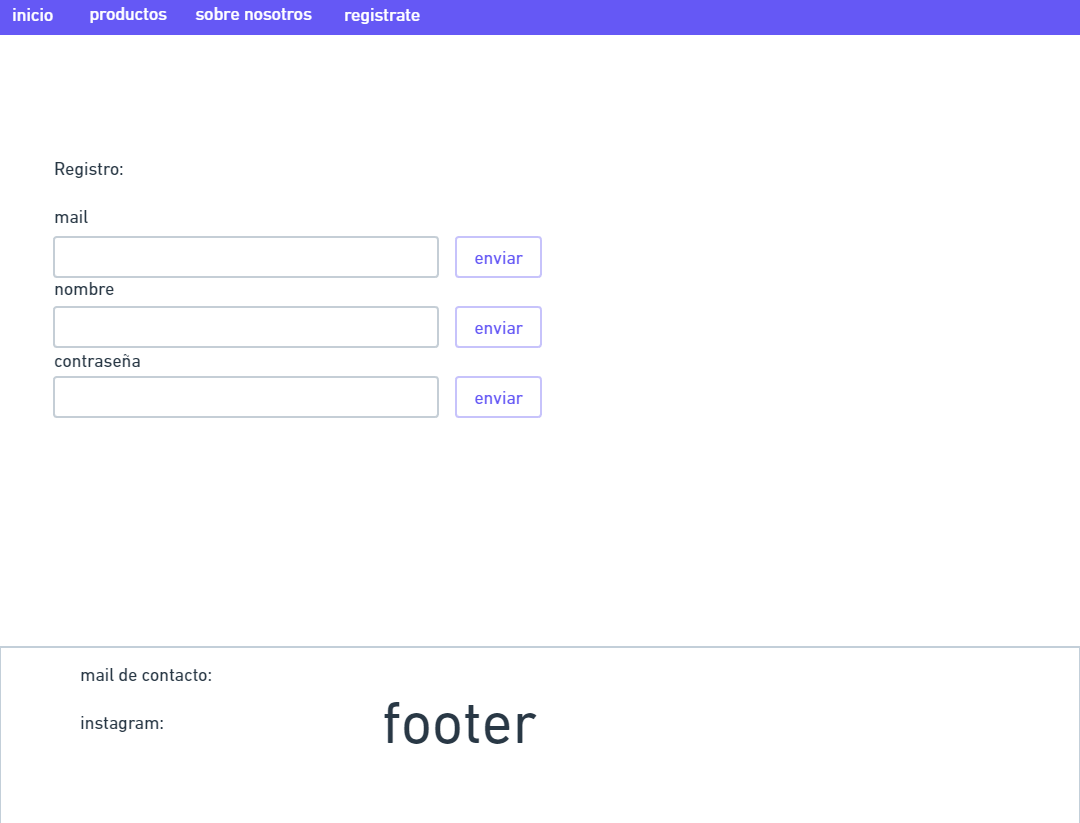 inicio productos sobre nosotros registrate
Registro:
mail
enviar
nombre
enviar
contraseña
enviar
mail de contacto:
instagram:
footer